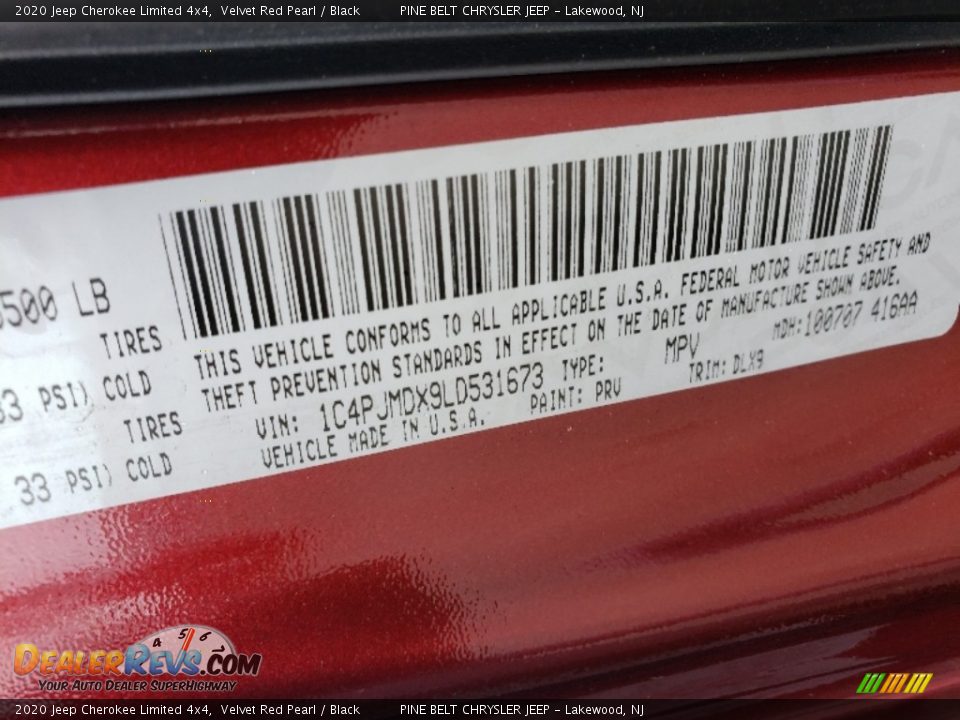 2020 Jeep Cherokee Limited 4x4, Velvet Red Pearl / Black PINE BELT CHRYSLER JEEP - Lakewood, NJ
500 LB
TIRES
33 PSI) COLD
TIRES
33 PSI) COLD
THIS VEHICLE CONFORMS TO ALL APPLICABLE U.S.A. FEDERAL MOTOR VEHICLE SAFETY AND
THEFT PREVENTION STANDARDS IN EFFECT ON THE DATE OF MANUFACTURE SHOWN ABOVE.
VIN: 1C4PJMDX9LD531673 TYPE: MPV MDH:100707 416AA
VEHICLE MADE IN U.S.A. PAINT: PRV TRIM: DLX9
4 5 6
DEALERREVS.COM
YOUR AUTO DEALER SUPERHIGHWAY
2020 Jeep Cherokee Limited 4x4, Velvet Red Pearl / Black PINE BELT CHRYSLER JEEP - Lakewood, NJ